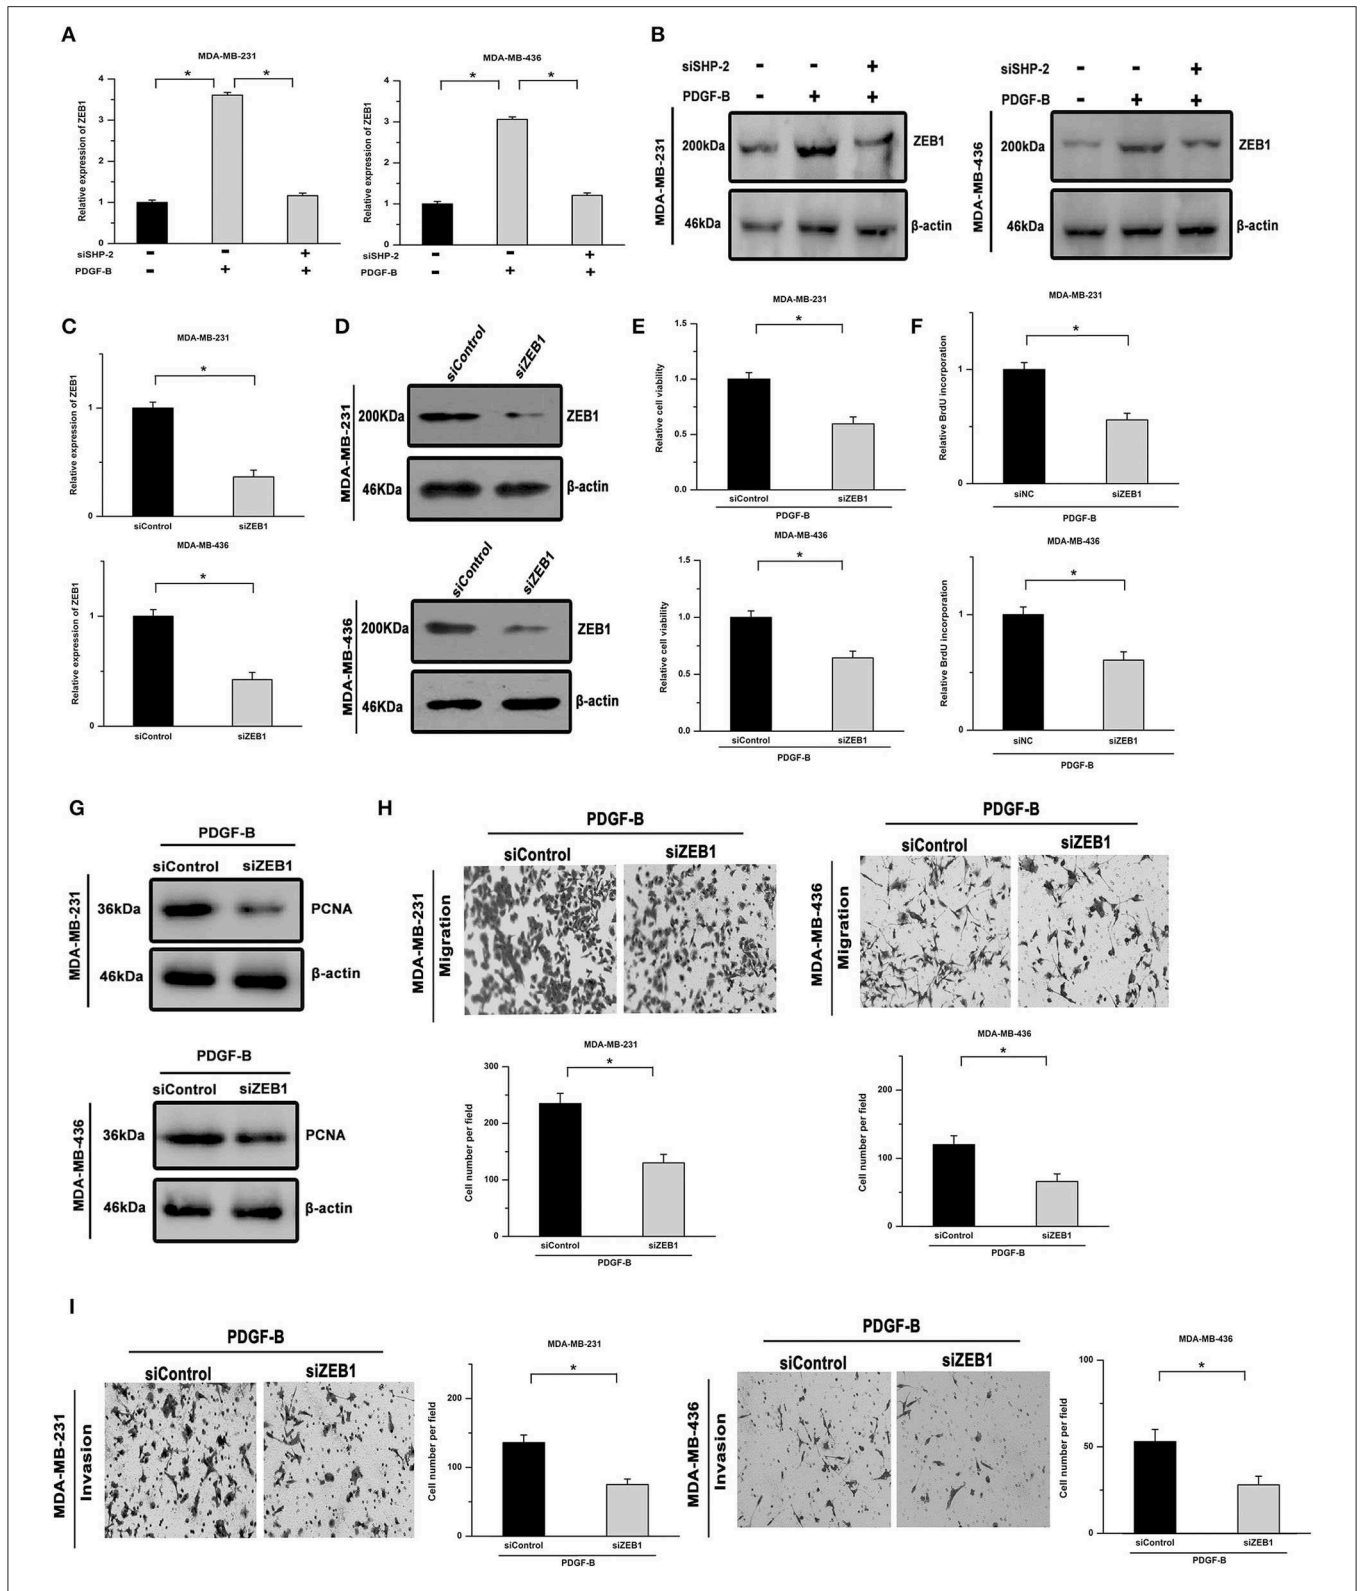 A
MDA-MB-231
Relative expression of ZEB1
4
3
2
1
0
* *
siSHP-2 - - +
PDGF-B - + +
MDA-MB-436
Relative expression of ZEB1
4
3
2
1
0
* *
siSHP-2 - - +
PDGF-B - + +
B
siSHP-2 - - +
PDGF-B - + +
MDA-MB-231
200kDa ZEB1
46kDa β-actin
siSHP-2 - - +
PDGF-B - + +
MDA-MB-436
200kDa ZEB1
46kDa β-actin
C
MDA-MB-231
Relative expression of ZEB1
1
0
*
siControl siZEB1
MDA-MB-436
Relative expression of ZEB1
1
0
*
siControl siZEB1
D
siControl siZEB1
MDA-MB-231
200KDa ZEB1
46KDa β-actin
siControl siZEB1
MDA-MB-436
200KDa ZEB1
46KDa β-actin
E
MDA-MB-231
Relative cell viability
1.5
1.0
0.5
0.0
*
siControl siZEB1
PDGF-B
MDA-MB-436
Relative cell viability
1.5
1.0
0.5
0.0
*
siControl siZEB1
PDGF-B
F
MDA-MB-231
Relative BrdU incorporation
1
0
*
siNC siZEB1
PDGF-B
MDA-MB-436
Relative BrdU incorporation
1
0
*
siNC siZEB1
PDGF-B
G
PDGF-B
siControl siZEB1
MDA-MB-231
36kDa PCNA
46kDa β-actin
PDGF-B
siControl siZEB1
MDA-MB-436
36kDa PCNA
46kDa β-actin
H
PDGF-B
siControl siZEB1
MDA-MB-231
Migration
MDA-MB-231
Cell number per field
300
200
100
0
*
siControl siZEB1
PDGF-B
PDGF-B
siControl siZEB1
MDA-MB-436
Migration
MDA-MB-436
Cell number per field
200
100
0
*
siControl siZEB1
PDGF-B
I
PDGF-B
siControl siZEB1
MDA-MB-231
Invasion
MDA-MB-231
Cell number per field
200
100
0
*
siControl siZEB1
PDGF-B
PDGF-B
siControl siZEB1
MDA-MB-436
Invasion
MDA-MB-436
Cell number per field
100
50
0
*
siControl siZEB1
PDGF-B